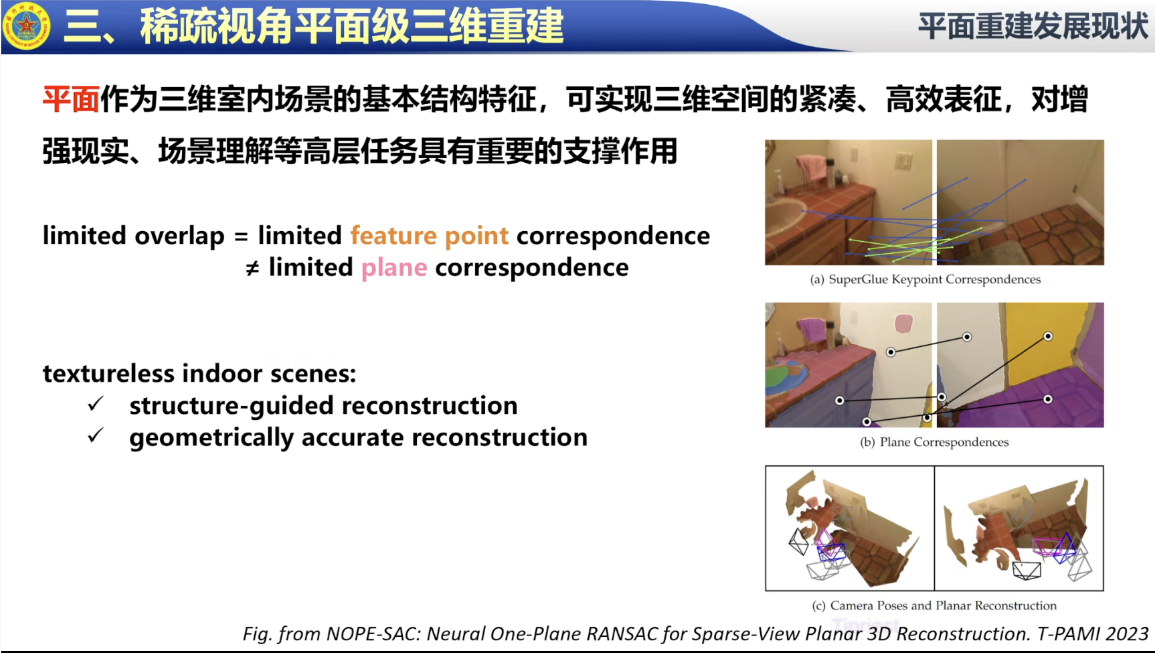 三、稀疏视角平面级三维重建
平面重建发展现状
平面作为三维室内场景的基本结构特征，可实现三维空间的紧凑、高效表征，对增
强现实、场景理解等高层任务具有重要的支撑作用
limited overlap = limited feature point correspondence
≠ limited plane correspondence
textureless indoor scenes:
✓ structure-guided reconstruction
✓ geometrically accurate reconstruction
(a) SuperGlue Keypoint Correspondences
(b) Plane Correspondences
(c) Camera Poses and Planar Reconstruction
Fig. from NOPE-SAC: Neural One-Plane RANSAC for Sparse-View Planar 3D Reconstruction. T-PAMI 2023